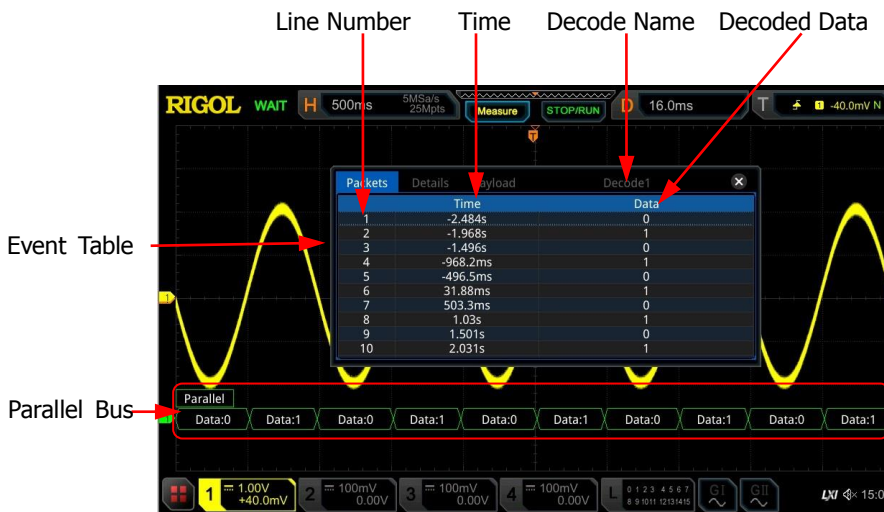 Line Number Time Decode Name Decoded Data
RIGOL WAIT H 500ms 5MSa/s 25Mpts Measure STOP/RUN D 16.0ms T 1 -40.0mV N
T
Packets Details Payload Decode1
Time Data
1 -2.484s 0
2 -1.968s 1
3 -1.496s 0
4 -968.2ms 1
5 -496.5ms 0
6 31.88ms 1
7 503.3ms 0
8 1.03s 1
9 1.501s 0
10 2.031s 1
Event Table
1
Parallel Bus
Parallel
Data:0 Data:1 Data:0 Data:1 Data:0 Data:1 Data:0 Data:1 Data:0 Data:1
1 1.00V +40.0mV 2 100mV 0.00V 3 100mV 0.00V 4 100mV 0.00V L 0 1 2 3 4 5 6 7 8 9 10 11 12 13 14 15 GI GII LXI 15:0